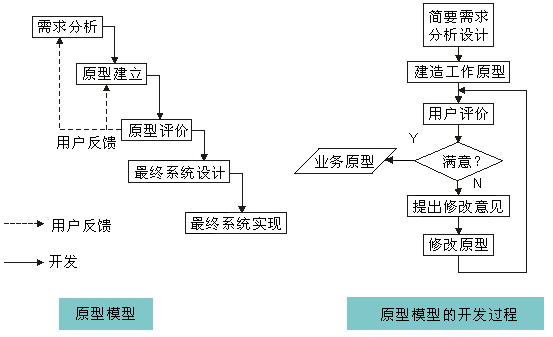 需求分析
原型建立
原型评价
用户反馈
最终系统设计
最终系统实现
用户反馈
开发
原型模型
简要需求
分析设计
建造工作原型
用户评价
Y
满意？
业务原型
N
提出修改意见
修改原型
原型模型的开发过程